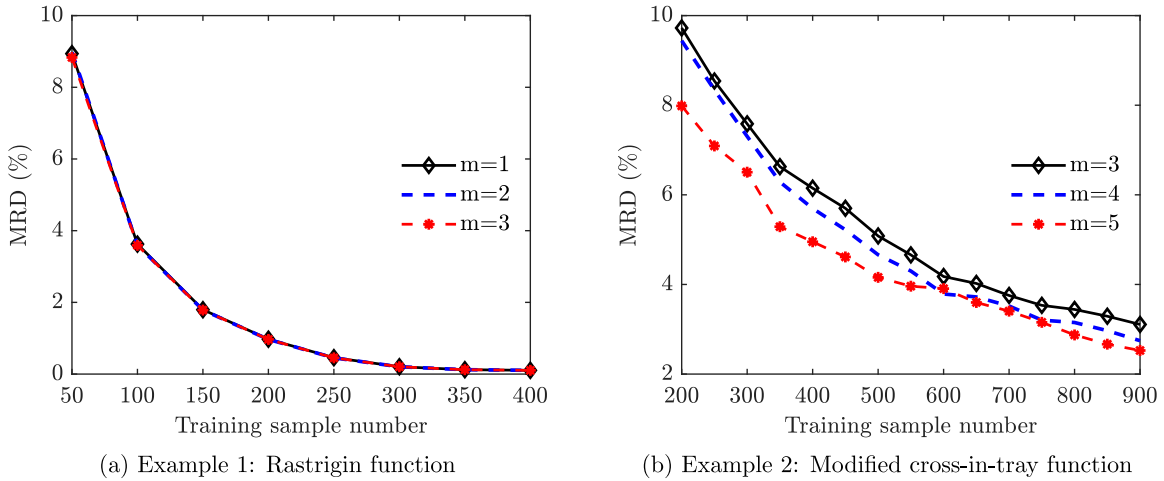 10
8
6
4
2
0
MRD (%)
50 100 150 200 250 300 350 400
Training sample number
m=1
m=2
m=3
(a) Example 1: Rastrigin function
10
8
6
4
2
MRD (%)
200 300 400 500 600 700 800 900
Training sample number
m=3
m=4
m=5
(b) Example 2: Modified cross-in-tray function